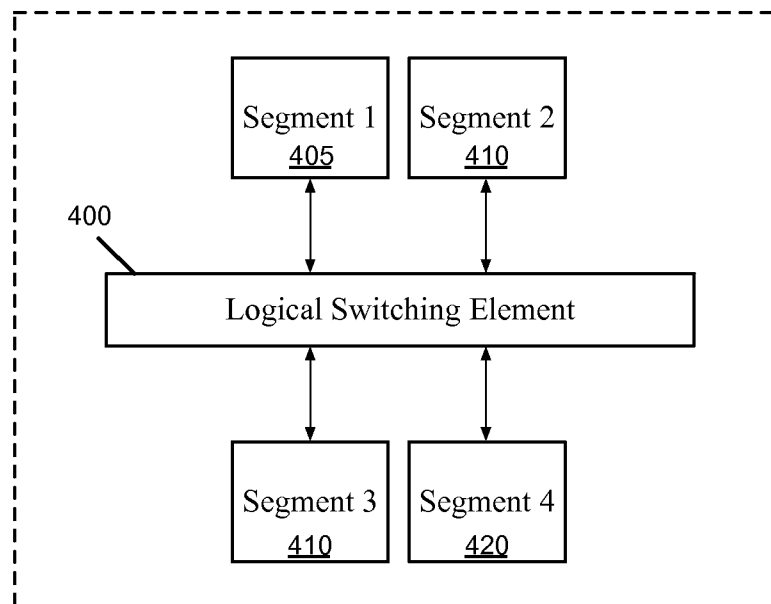 Segment 1
405
Segment 2
410
400
Logical Switching Element
Segment 3
410
Segment 4
420